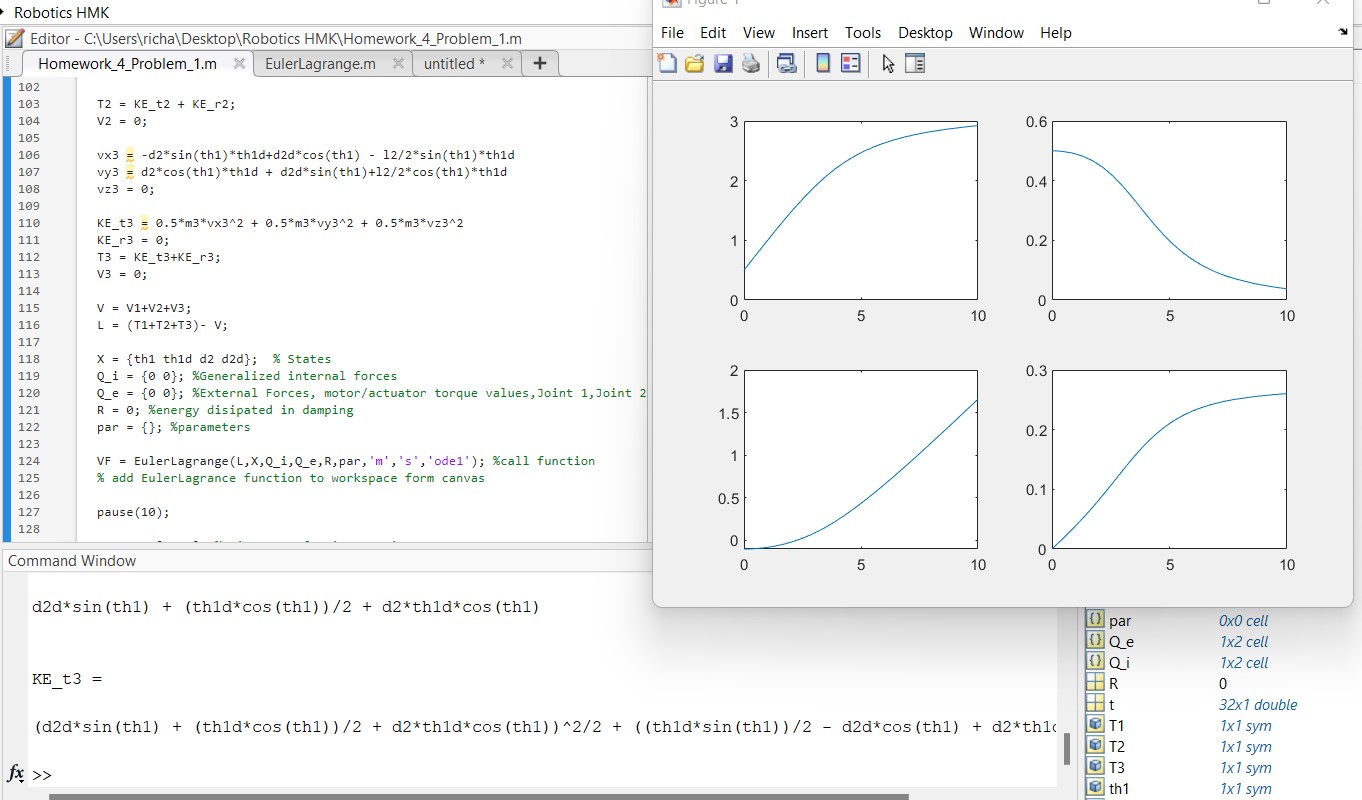 Robotics HMK
Editor - C:\Users\richa\Desktop\Robotics HMK\Homework_4_Problem_1.m
Homework_4_Problem_1.m
EulerLagrange.m
untitled *
102
103 T2 = KE_t2 + KE_r2;
104 V2 = 0;
105
106 vx3 = -d2*sin(th1)*th1d+d2d*cos(th1) - l2/2*sin(th1)*th1d
107 vy3 = d2*cos(th1)*th1d + d2d*sin(th1)+l2/2*cos(th1)*th1d
108 vz3 = 0;
109
110 KE_t3 = 0.5*m3*vx3^2 + 0.5*m3*vy3^2 + 0.5*m3*vz3^2
111 KE_r3 = 0;
112 T3 = KE_t3+KE_r3;
113 V3 = 0;
114
115 V = V1+V2+V3;
116 L = (T1+T2+T3)- V;
117
118 X = {th1 th1d d2 d2d}; % States
119 Q_i = {0 0}; %Generalized internal forces
120 Q_e = {0 0}; %External Forces, motor/actuator torque values,Joint 1,Joint 2
121 R = 0; %energy disipated in damping
122 par = {}; %parameters
123
124 VF = EulerLagrange(L,X,Q_i,Q_e,R,par,'m','s','ode1'); %call function
125 % add EulerLagrance function to workspace form canvas
126
127 pause(10);
128
Figure 1
File Edit View Insert Tools Desktop Window Help
3
2
1
0
0 5 10
0.6
0.4
0.2
0
0 5 10
2
1.5
1
0.5
0
0 5 10
0.3
0.2
0.1
0
0 5 10
Command Window
d2d*sin(th1) + (th1d*cos(th1))/2 + d2*th1d*cos(th1)
KE_t3 =
(d2d*sin(th1) + (th1d*cos(th1))/2 + d2*th1d*cos(th1))^2/2 + ((th1d*sin(th1))/2 - d2d*cos(th1) + d2*th1d
fx >>
par 0x0 cell
Q_e 1x2 cell
Q_i 1x2 cell
R 0
t 32x1 double
T1 1x1 sym
T2 1x1 sym
T3 1x1 sym
th1 1x1 sym